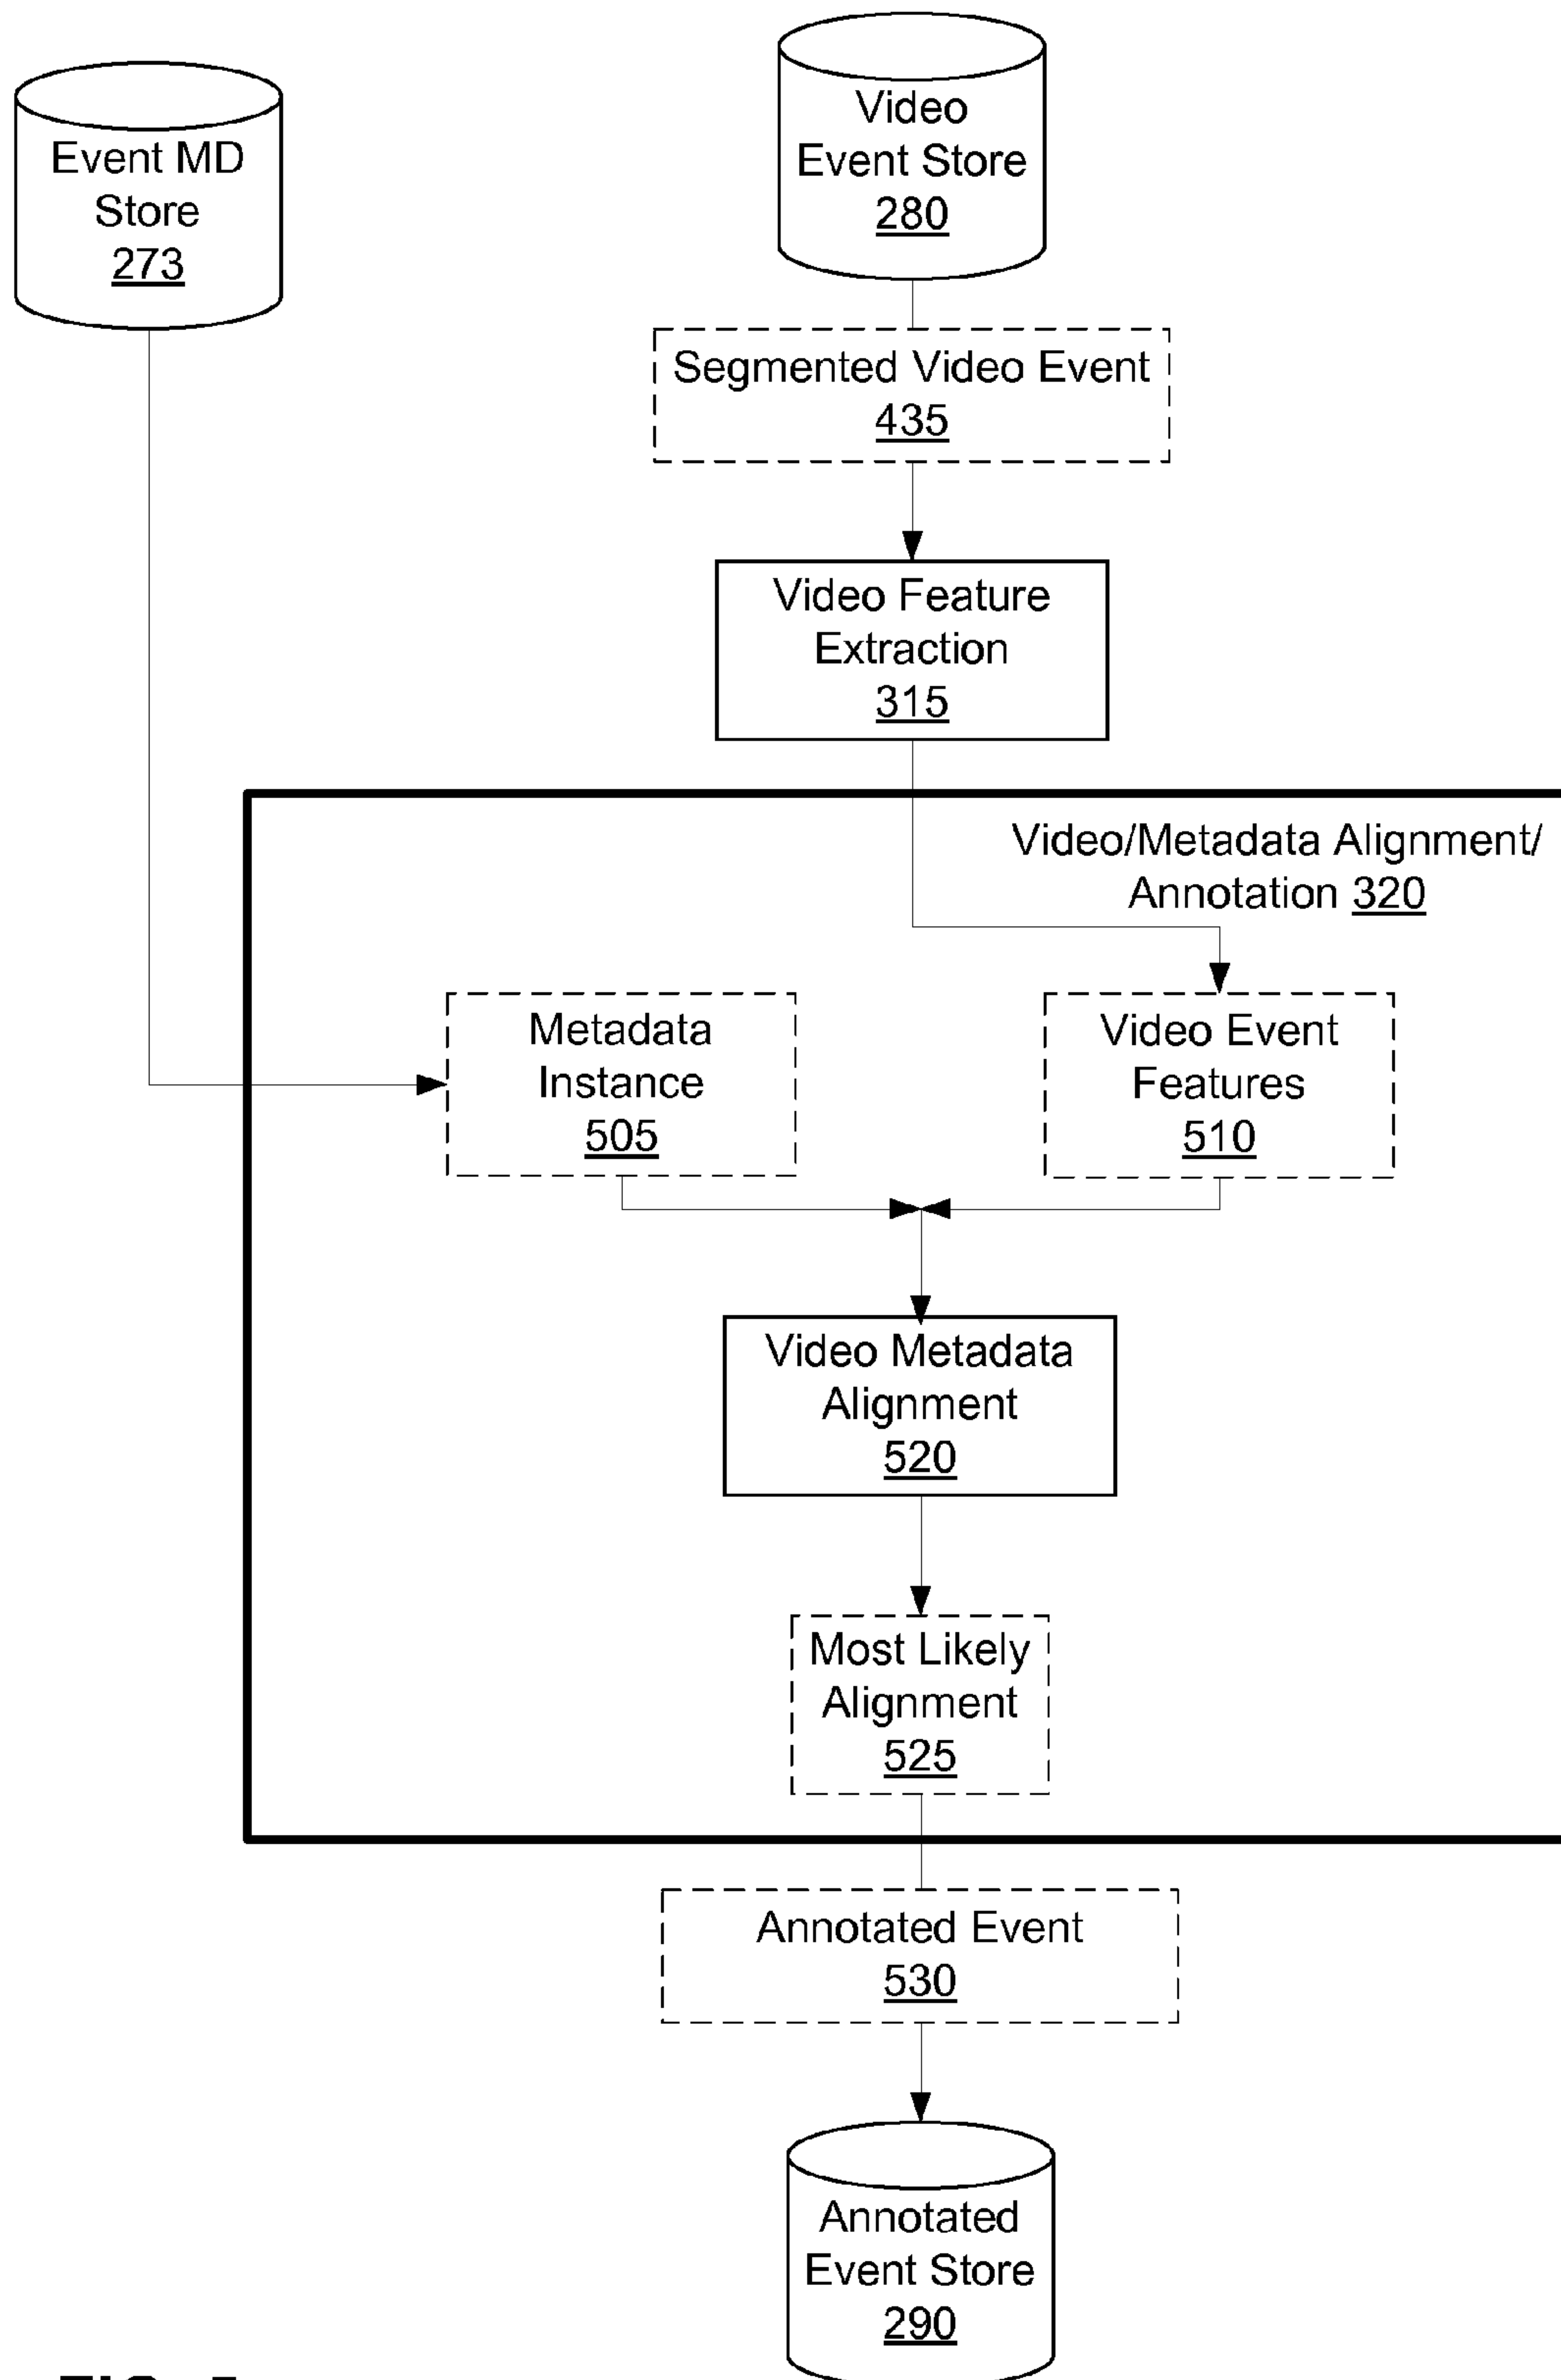 Video
Event Store
280
Event MD
Store
273
Segmented Video Event
435
Video Feature
Extraction
315
Video/Metadata Alignment/
Annotation 320
Metadata
Instance
505
Video Event
Features
510
Video Metadata
Alignment
520
Most Likely
Alignment
525
Annotated Event
530
Annotated
Event Store
290